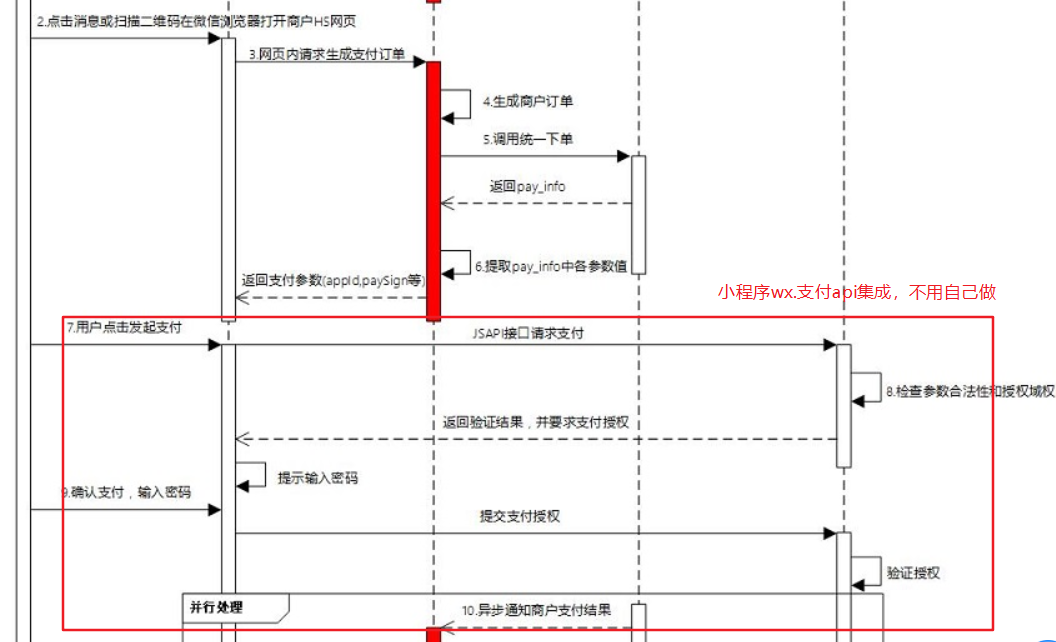 2.点击消息或扫描二维码在微信浏览器打开商户H5网页
3.网页内请求生成支付订单
4.生成商户订单
5.调用统一下单
返回pay_info
6.提取pay_info中各参数值
返回支付参数(appId,paySign等)
小程序wx.支付api集成，不用自己做
7.用户点击发起支付
JSAPI接口请求支付
8.检查参数合法性和授权域权
返回验证结果，并要求支付授权
提示输入密码
9.确认支付，输入密码
提交支付授权
验证授权
并行处理
10.异步通知商户支付结果